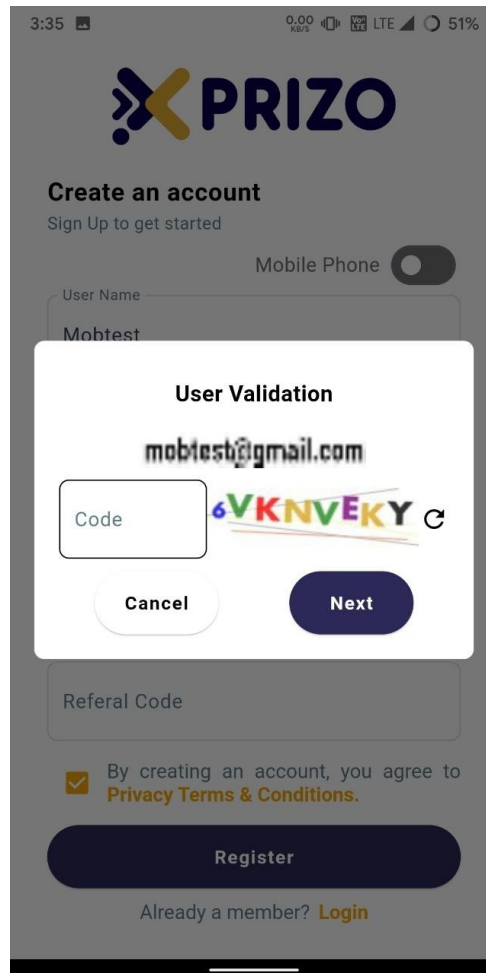 3:35 0.00 KB/S VoLTE LTE 51%
XPRIZO
Create an account
Sign Up to get started
Mobile Phone
User Name
Mobtest
User Validation
mobtest@gmail.com
Code 6VKNVEKY
Cancel Next
Referal Code
By creating an account, you agree to
Privacy Terms & Conditions.
Register
Already a member? Login